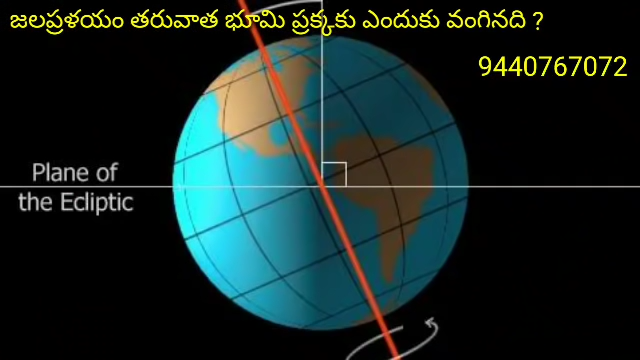 జలప్రళయం తరువాత భూమి ప్రక్కకు ఎందుకు వంగినది ?
9440767072
Plane of
the Ecliptic